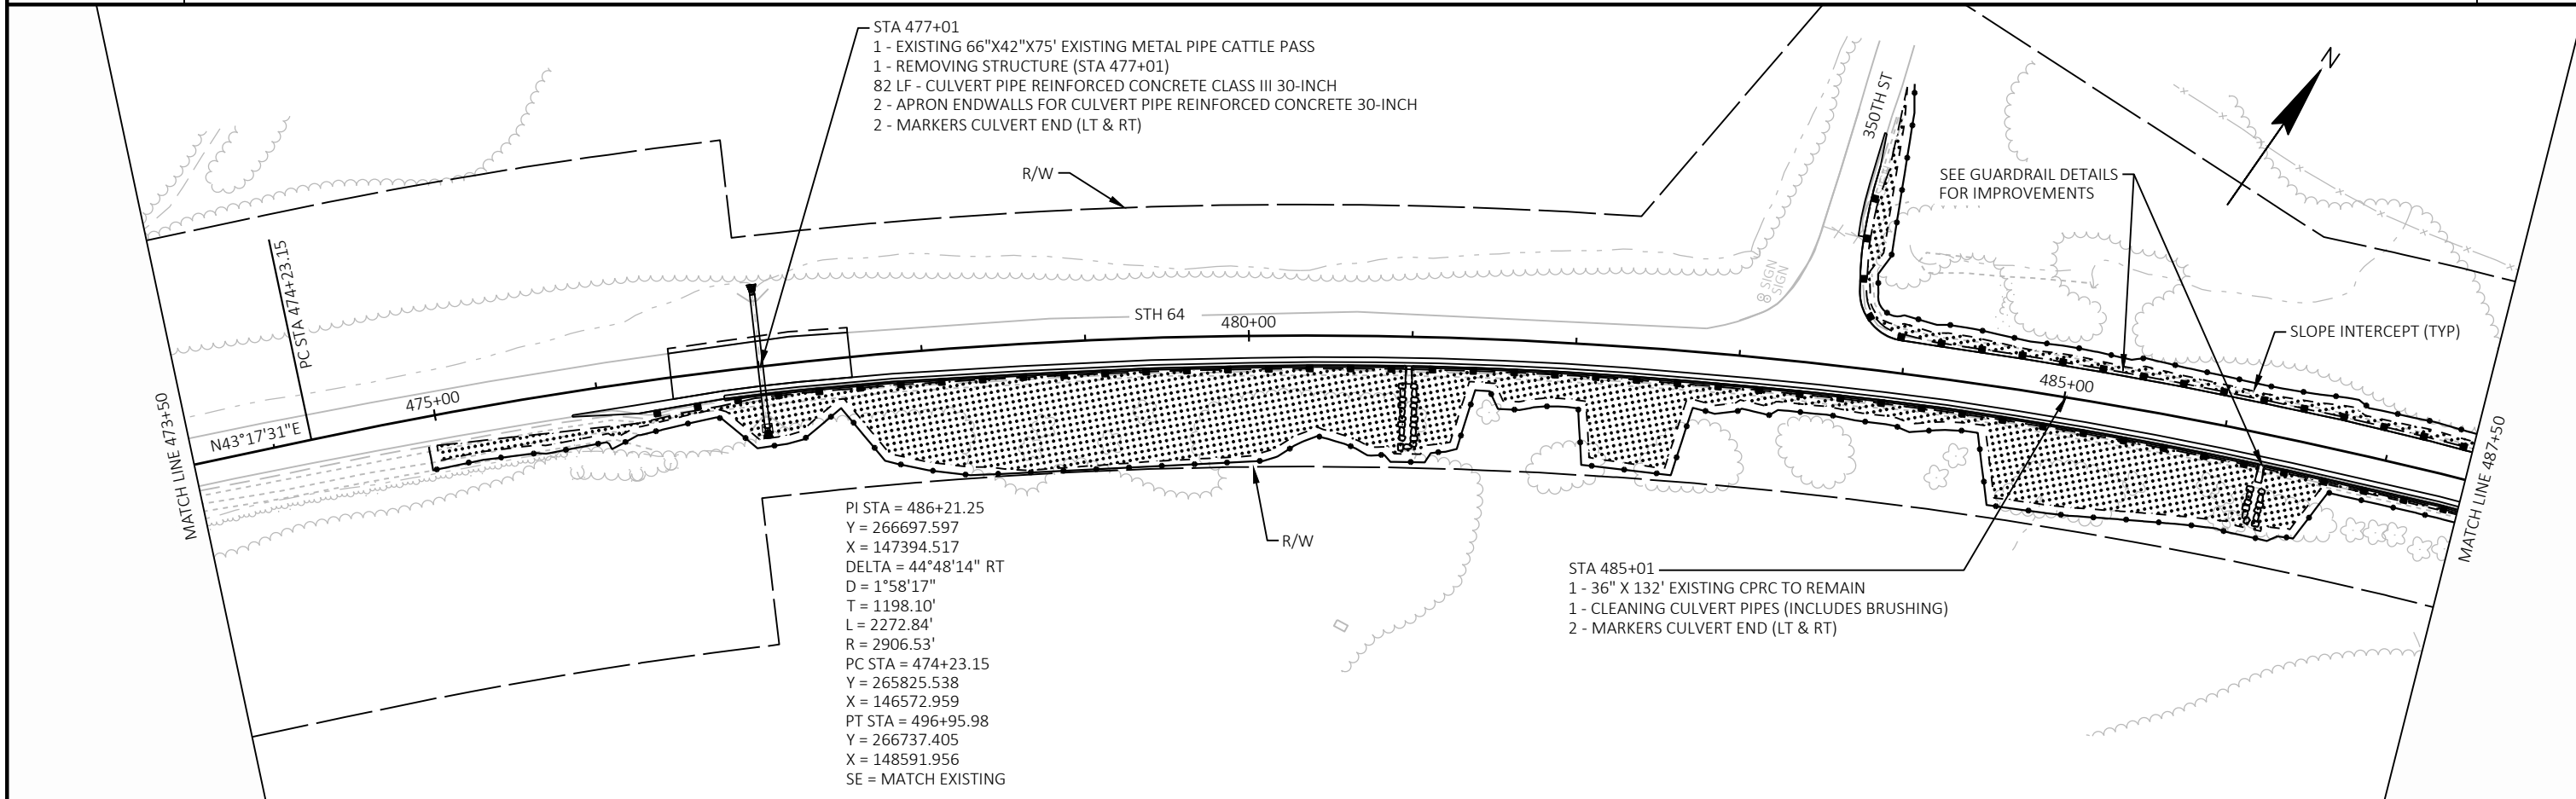 STA 477+01
1 - EXISTING 66"X42"X75' EXISTING METAL PIPE CATTLE PASS
1 - REMOVING STRUCTURE (STA 477+01)
82 LF - CULVERT PIPE REINFORCED CONCRETE CLASS III 30-INCH
2 - APRON ENDWALLS FOR CULVERT PIPE REINFORCED CONCRETE 30-INCH
2 - MARKERS CULVERT END (LT & RT)
R/W
350TH ST
N
SEE GUARDRAIL DETAILS
FOR IMPROVEMENTS
SIGN
SIGN
PC STA 474+23.15
STH 64
480+00
SLOPE INTERCEPT (TYP)
475+00
485+00
N43°17'31"E
MATCH LINE 473+50
MATCH LINE 487+50
R/W
PI STA = 486+21.25
Y = 266697.597
X = 147394.517
DELTA = 44°48'14" RT
D = 1°58'17"
T = 1198.10'
L = 2272.84'
R = 2906.53'
PC STA = 474+23.15
Y = 265825.538
X = 146572.959
PT STA = 496+95.98
Y = 266737.405
X = 148591.956
SE = MATCH EXISTING
STA 485+01
1 - 36" X 132' EXISTING CPRC TO REMAIN
1 - CLEANING CULVERT PIPES (INCLUDES BRUSHING)
2 - MARKERS CULVERT END (LT & RT)